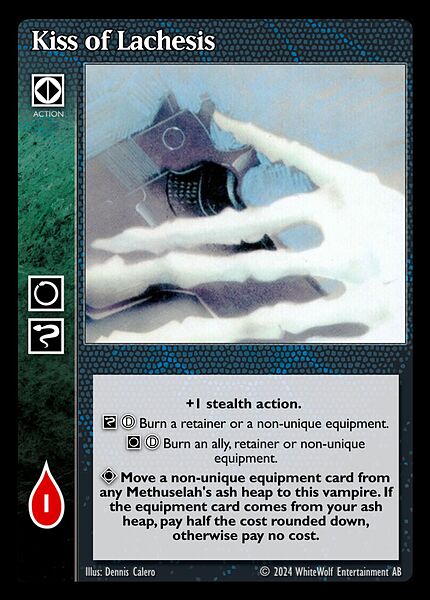 Kiss of Lachesis
ACTION
+1 stealth action.
Ⓓ Burn a retainer or a non-unique equipment.
Ⓓ Burn an ally, retainer or non-unique
equipment.
Move a non-unique equipment card from
any Methuselah's ash heap to this vampire. If
the equipment card comes from your ash
heap, pay half the cost rounded down,
otherwise pay no cost.
1
Illus: Dennis Calero © 2024 WhiteWolf Entertainment AB